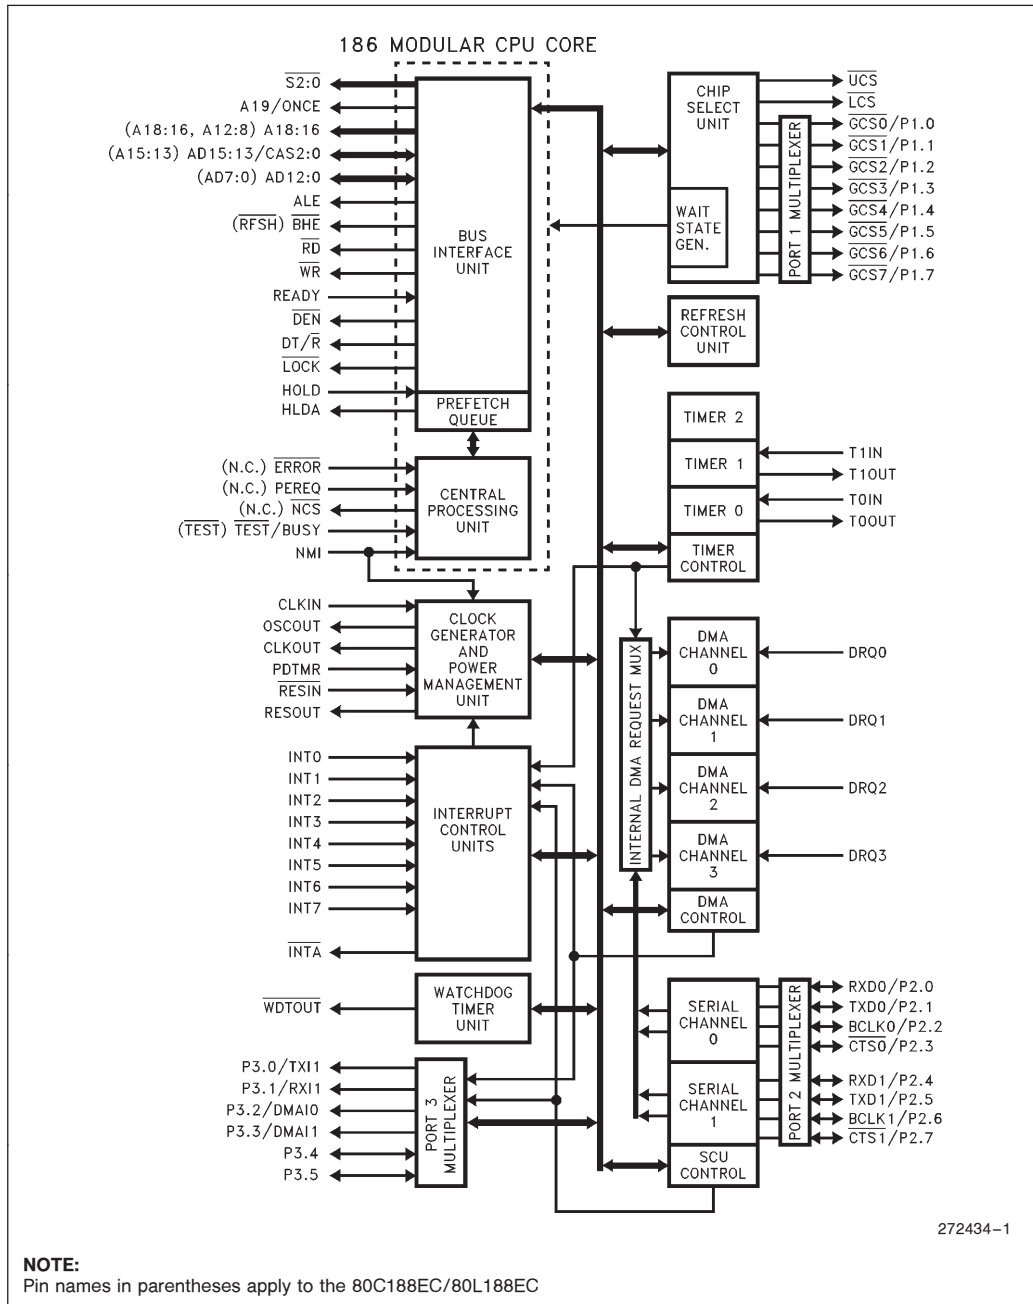 186 MODULAR CPU CORE
S2:0
A19/ONCE
(A18:16, A12:8) A18:16
(A15:13) AD15:13/CAS2:0
(AD7:0) AD12:0
ALE
(RFSH) BHE
RD
WR
READY
DEN
DT/R
LOCK
HOLD
HLDA
BUS
INTERFACE
UNIT
PREFETCH
QUEUE
(N.C.) ERROR
(N.C.) PEREQ
(N.C.) NCS
(TEST) TEST/BUSY
NMI
CENTRAL
PROCESSING
UNIT
CLKIN
OSCOUT
CLKOUT
PDTMR
RESIN
RESOUT
CLOCK
GENERATOR
AND
POWER
MANAGEMENT
UNIT
INT0
INT1
INT2
INT3
INT4
INT5
INT6
INT7
INTA
INTERRUPT
CONTROL
UNITS
WDTOUT
WATCHDOG
TIMER
UNIT
P3.0/TXI1
P3.1/RXI1
P3.2/DMAI0
P3.3/DMAI1
P3.4
P3.5
PORT 3
MULTIPLEXER
CHIP
SELECT
UNIT
WAIT
STATE
GEN.
PORT 1 MULTIPLEXER
UCS
LCS
GCS0/P1.0
GCS1/P1.1
GCS2/P1.2
GCS3/P1.3
GCS4/P1.4
GCS5/P1.5
GCS6/P1.6
GCS7/P1.7
REFRESH
CONTROL
UNIT
TIMER 2
TIMER 1
TIMER 0
TIMER
CONTROL
T1IN
T1OUT
T0IN
T0OUT
INTERNAL DMA REQUEST MUX
DMA
CHANNEL
0
DMA
CHANNEL
1
DMA
CHANNEL
2
DMA
CHANNEL
3
DMA
CONTROL
DRQ0
DRQ1
DRQ2
DRQ3
SERIAL
CHANNEL
0
SERIAL
CHANNEL
1
SCU
CONTROL
PORT 2 MULTIPLEXER
RXD0/P2.0
TXD0/P2.1
BCLK0/P2.2
CTS0/P2.3
RXD1/P2.4
TXD1/P2.5
BCLK1/P2.6
CTS1/P2.7
272434–1
NOTE:
Pin names in parentheses apply to the 80C188EC/80L188EC